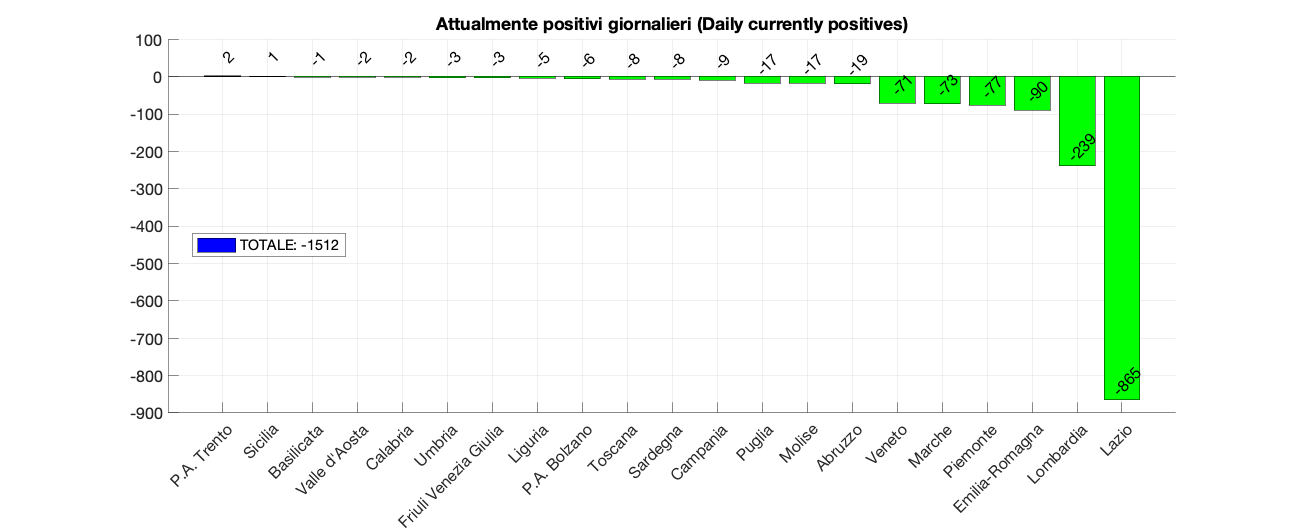 Attualmente positivi giornalieri (Daily currently positives)
100
0
-100
-200
-300
-400
-500
-600
-700
-800
-900
2
1
-1
-2
-2
-3
-3
-5
-6
-8
-8
-9
-17
-17
-19
-71
-73
-77
-90
-239
-865
TOTALE: -1512
P.A. Trento
Sicilia
Basilicata
Valle d'Aosta
Calabria
Umbria
Friuli Venezia Giulia
Liguria
P.A. Bolzano
Toscana
Sardegna
Campania
Puglia
Molise
Abruzzo
Veneto
Marche
Piemonte
Emilia-Romagna
Lombardia
Lazio